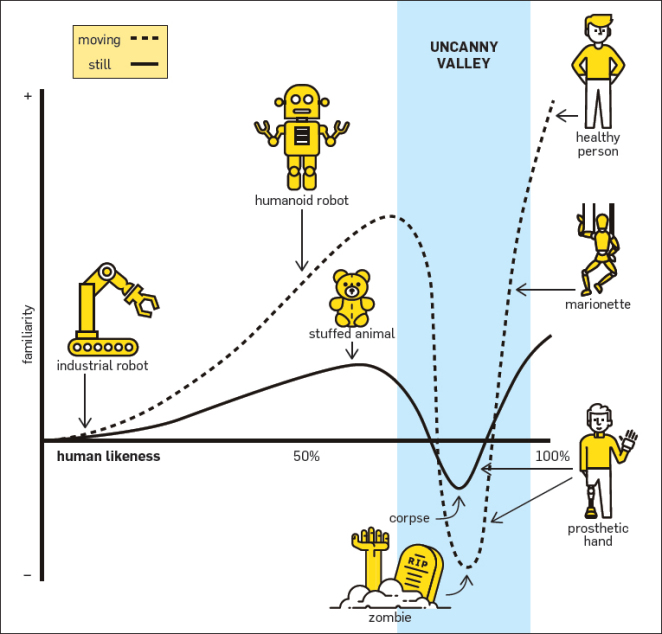 moving
still
UNCANNY
VALLEY
+
healthy
person
humanoid robot
marionette
familiarity
stuffed animal
industrial robot
human likeness
50%
100%
corpse
prosthetic
hand
RIP
zombie
−